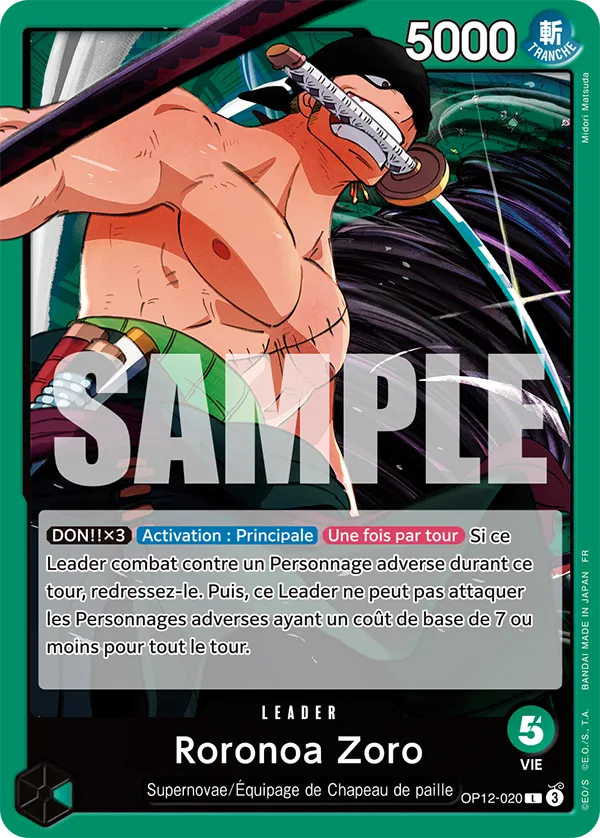 5000
斬
TRANCHE
Midori Matsuda
SAMPLE
DON!!×3 Activation : Principale Une fois par tour Si ce
Leader combat contre un Personnage adverse durant ce
tour, redressez-le. Puis, ce Leader ne peut pas attaquer
les Personnages adverses ayant un coût de base de 7 ou
moins pour tout le tour.
LEADER
Roronoa Zoro
Supernovae/Équipage de Chapeau de paille
5
VIE
OP12-020 L 3
©E.O/S ©E.O./S., T.A. BANDAI MADE IN JAPAN FR